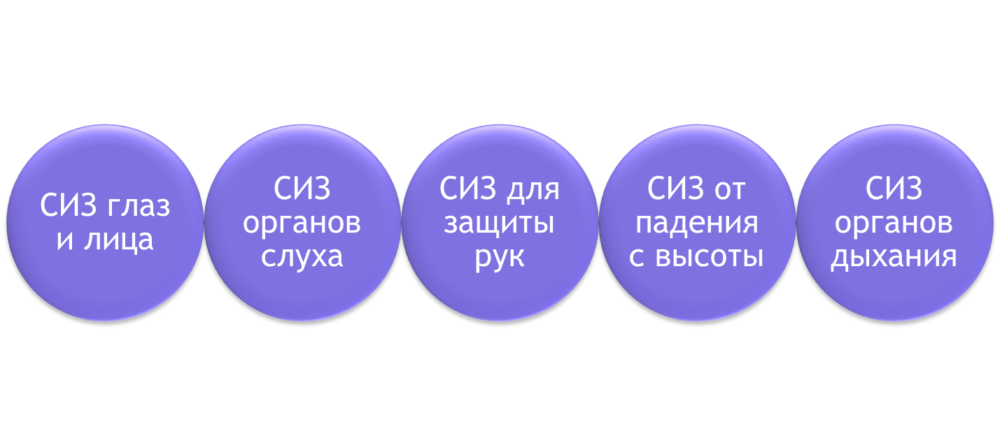 СИЗ глаз
и лица
СИЗ
органов
слуха
СИЗ для
защиты
рук
СИЗ от
падения
с высоты
СИЗ
органов
дыхания